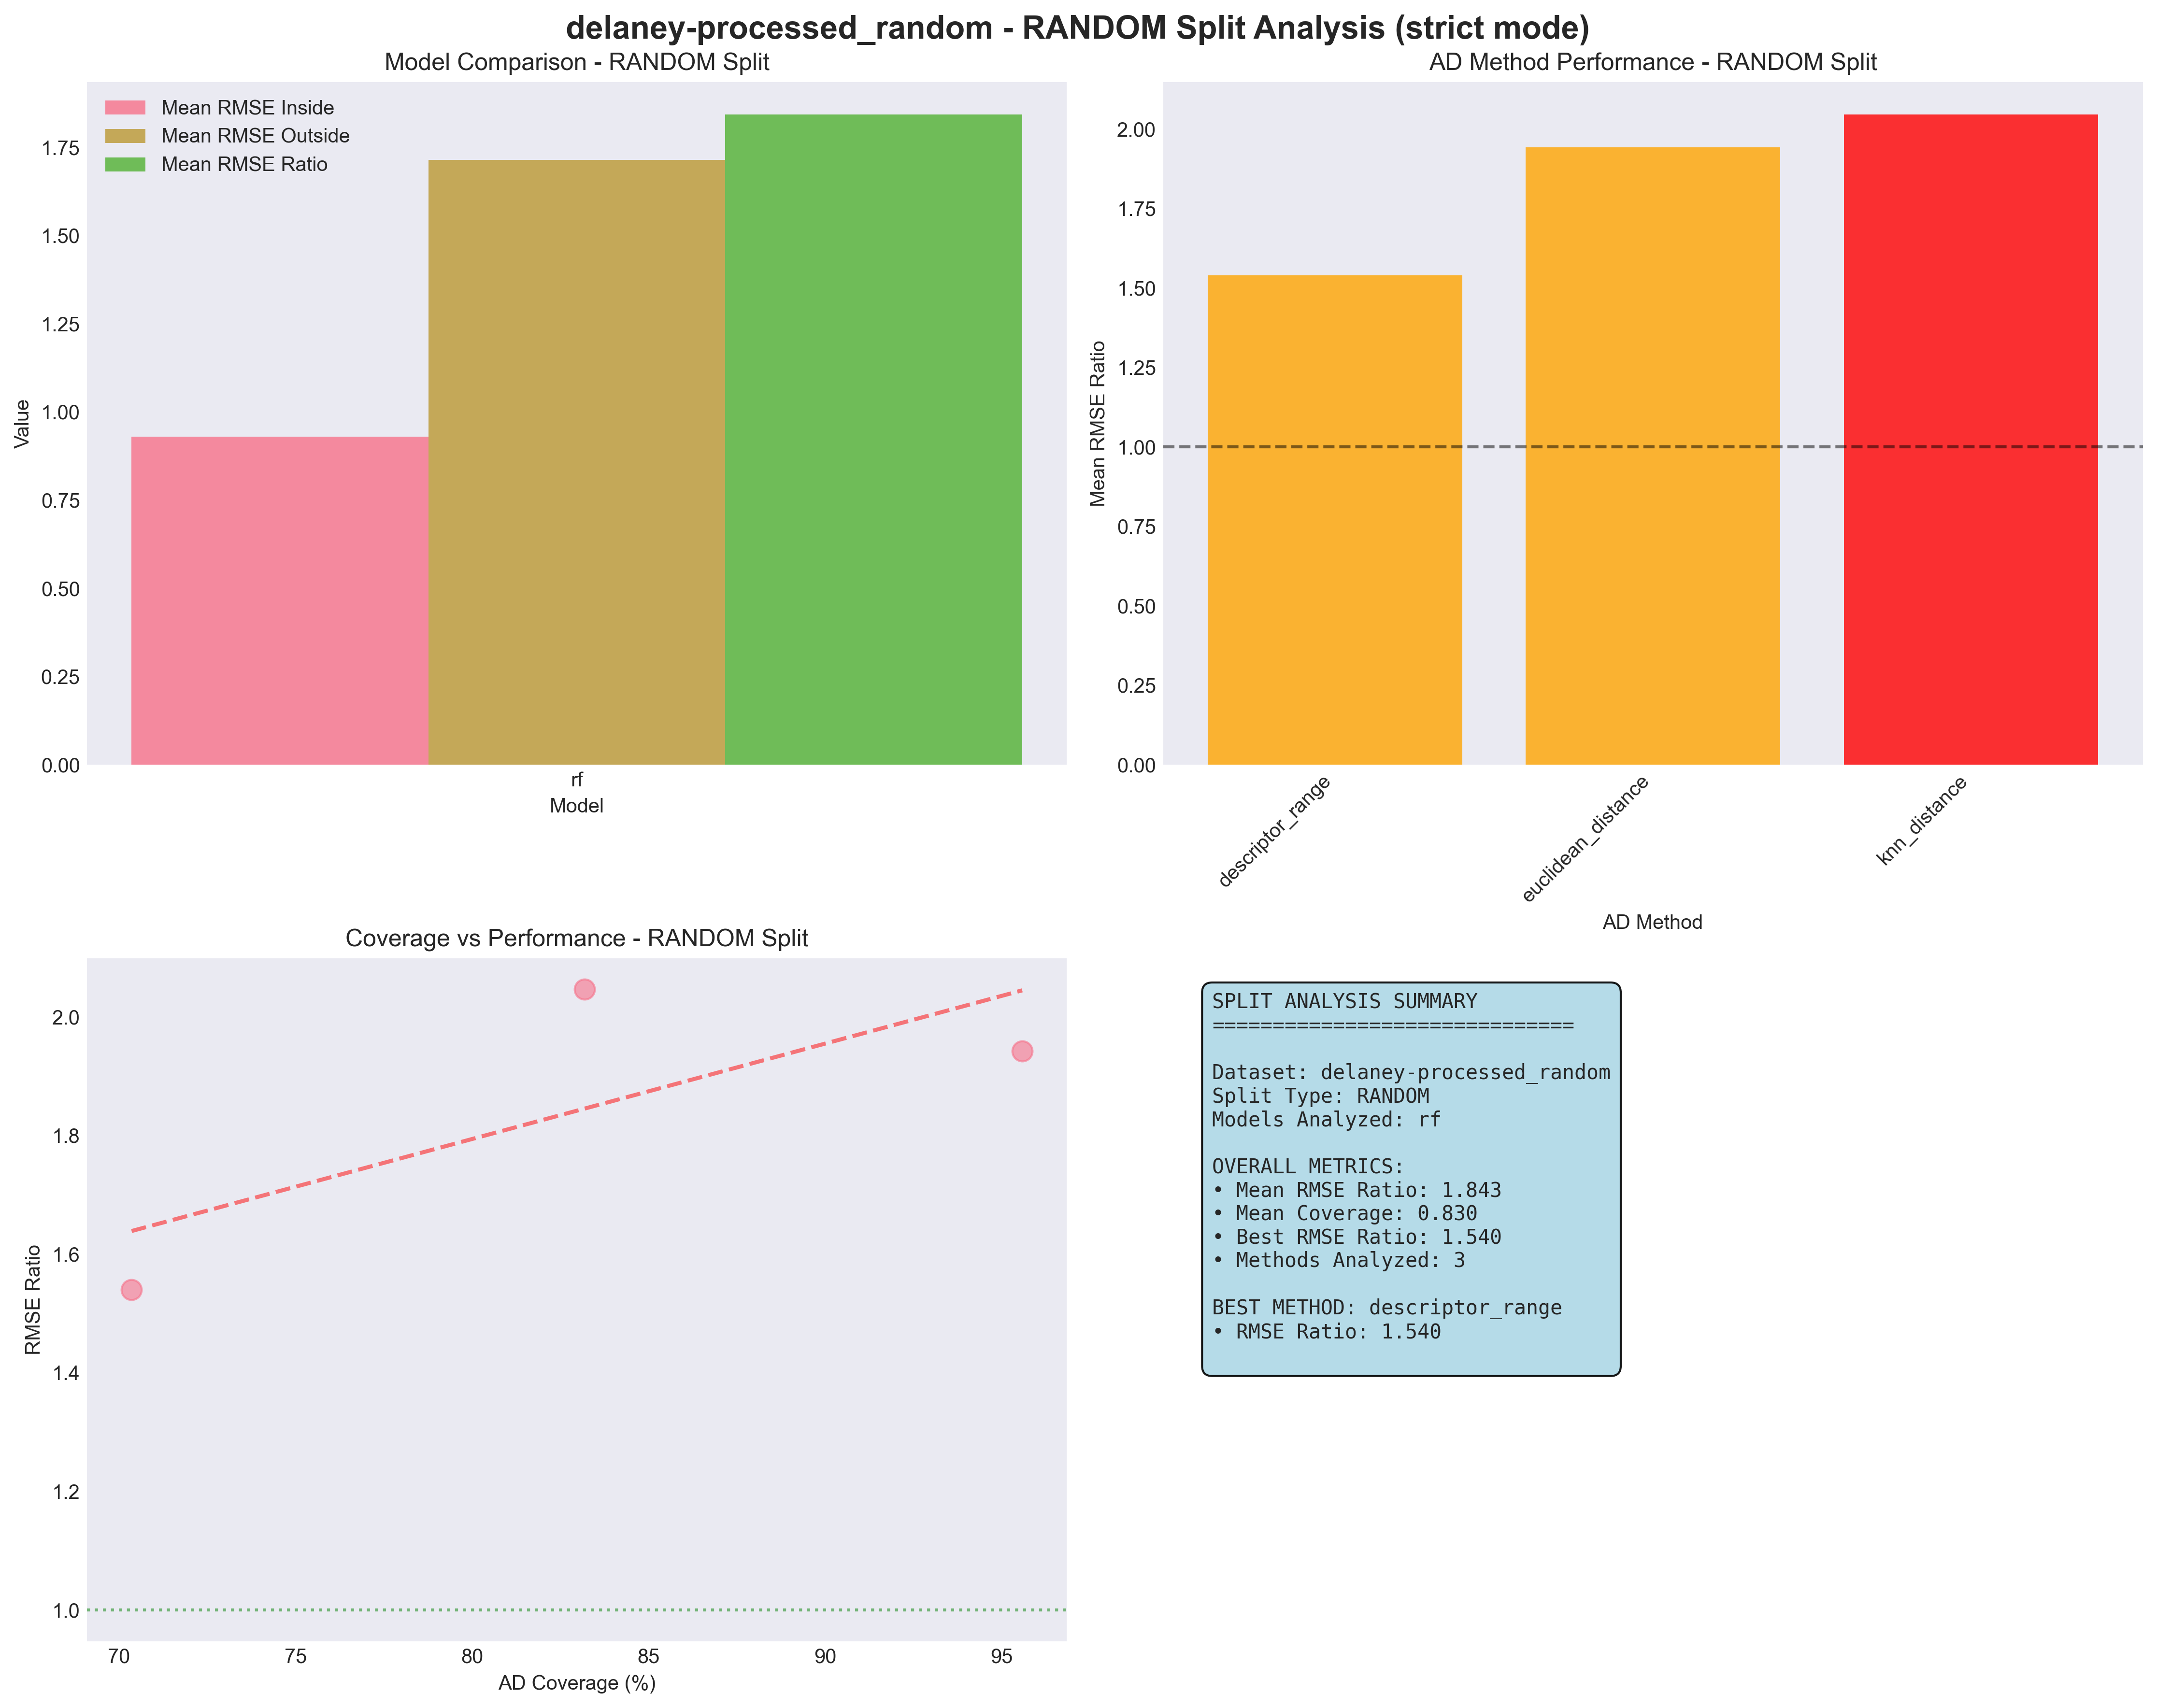 delaney-processed_random - RANDOM Split Analysis (strict mode)
Model Comparison - RANDOM Split
Mean RMSE Inside
Mean RMSE Outside
Mean RMSE Ratio
Value
1.75
1.50
1.25
1.00
0.75
0.50
0.25
0.00
rf
Model
AD Method Performance - RANDOM Split
Mean RMSE Ratio
2.00
1.75
1.50
1.25
1.00
0.75
0.50
0.25
0.00
descriptor_range
euclidean_distance
knn_distance
AD Method
Coverage vs Performance - RANDOM Split
RMSE Ratio
2.0
1.8
1.6
1.4
1.2
1.0
70
75
80
85
90
95
AD Coverage (%)
SPLIT ANALYSIS SUMMARY
==============================
Dataset: delaney-processed_random
Split Type: RANDOM
Models Analyzed: rf
OVERALL METRICS:
• Mean RMSE Ratio: 1.843
• Mean Coverage: 0.830
• Best RMSE Ratio: 1.540
• Methods Analyzed: 3
BEST METHOD: descriptor_range
• RMSE Ratio: 1.540